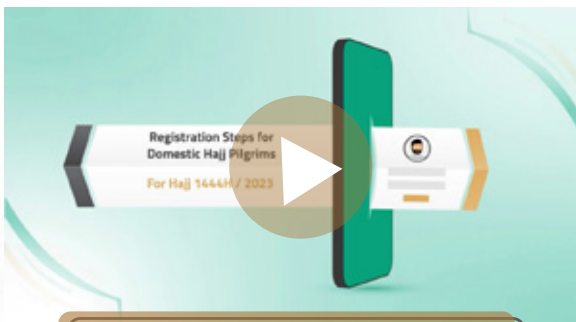 Registration Steps for
Domestic Hajj Pilgrims
For Hajj 1444H / 2023